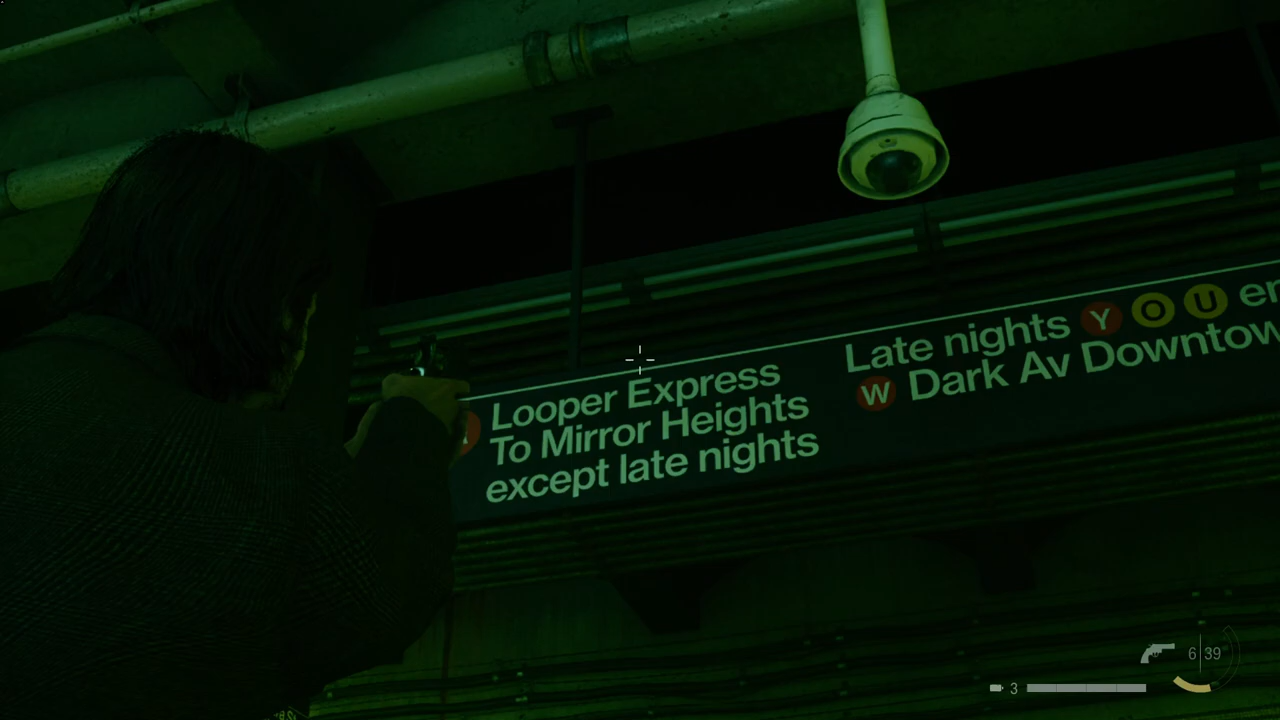 Looper Express
To Mirror Heights
except late nights
Late nights Y O U
W Dark Av Downtow
6 39
3